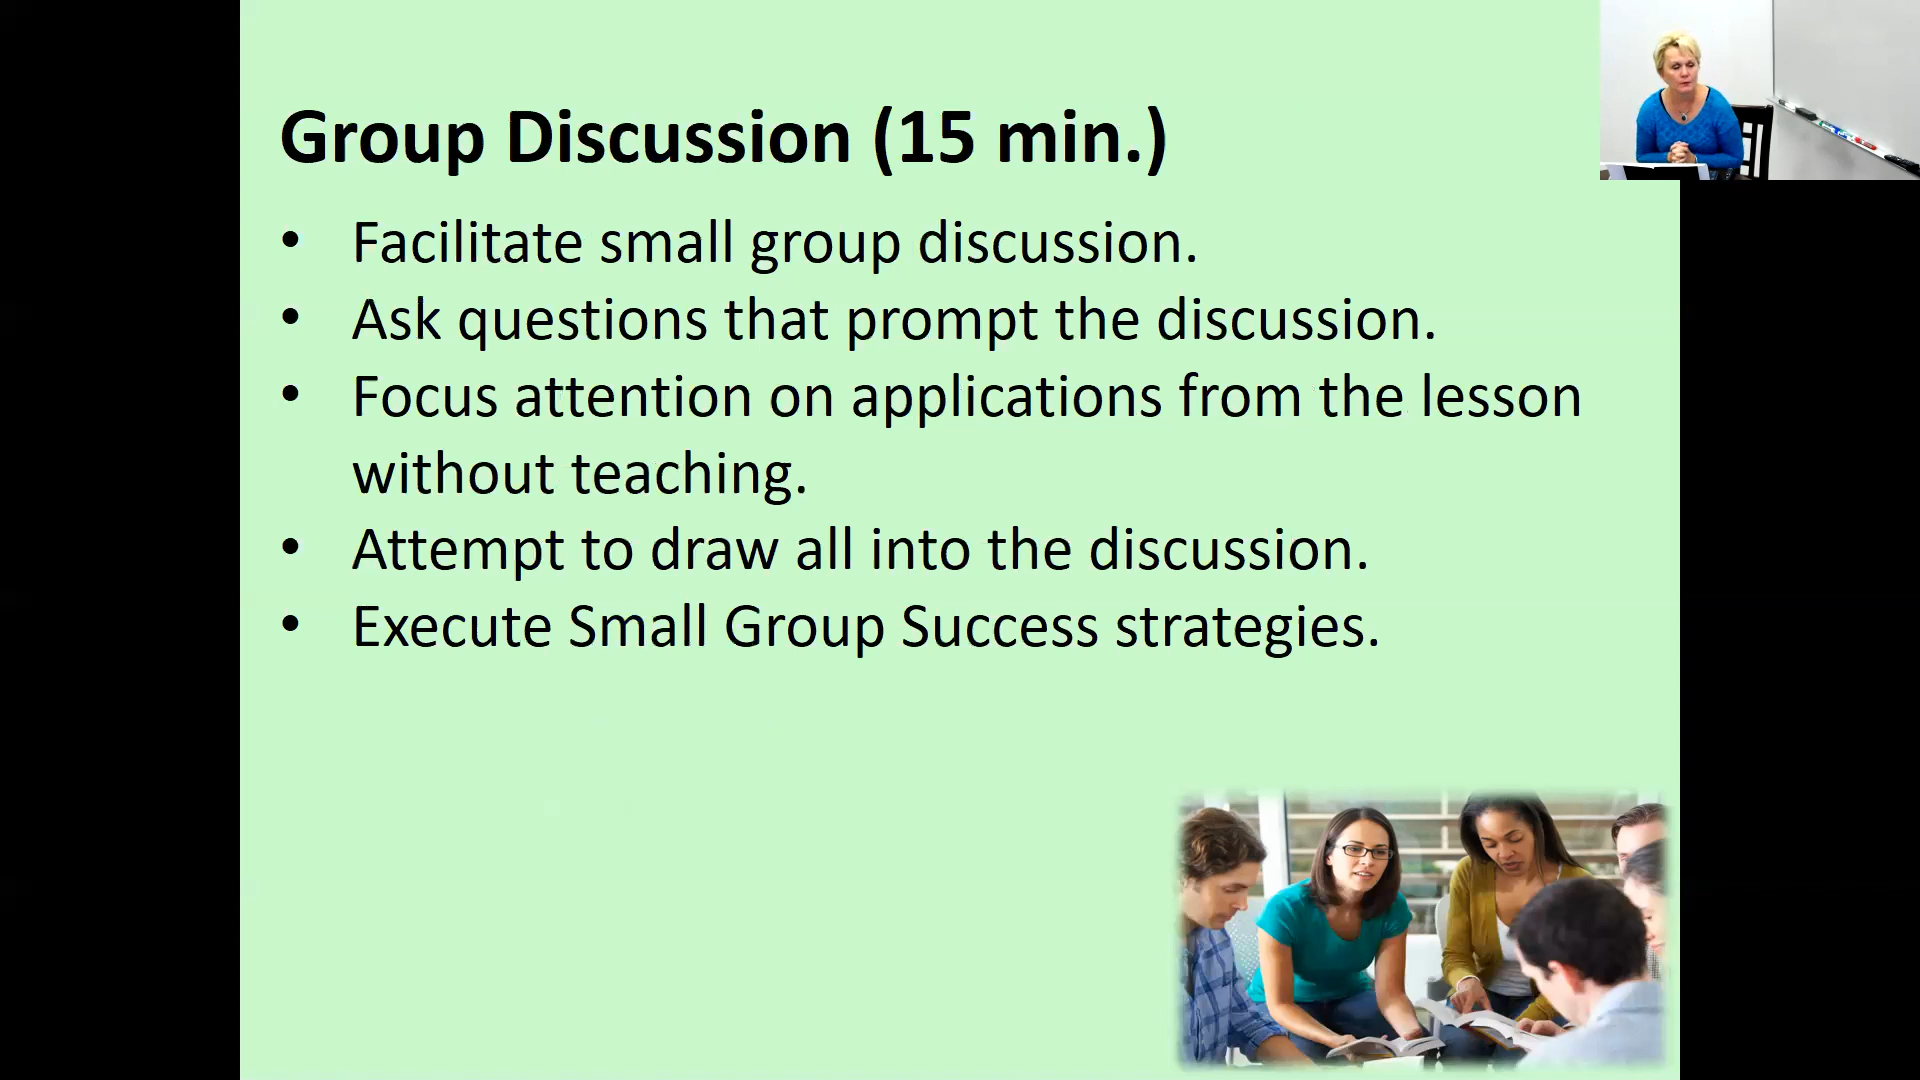 Group Discussion (15 min.)
• Facilitate small group discussion.
• Ask questions that prompt the discussion.
• Focus attention on applications from the lesson
without teaching.
• Attempt to draw all into the discussion.
• Execute Small Group Success strategies.